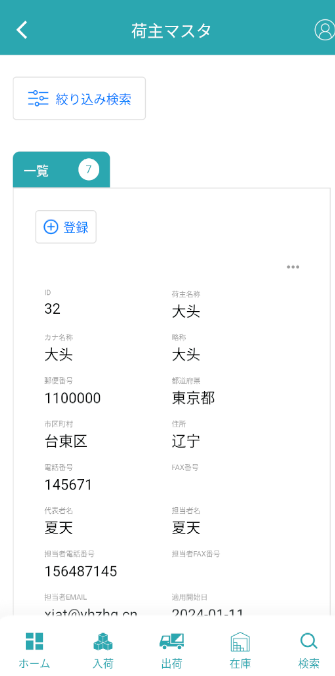 荷主マスタ
絞り込み検索
一覧 7
登録
ID 荷主名称
32 大头
カナ名称 略称
大头 大头
郵便番号 都道府県
1100000 東京都
市区町村 住所
台東区 辽宁
電話番号 FAX番号
145671
代表者名 担当者名
夏天 夏天
担当者電話番号 担当者FAX番号
156487145
担当者EMAIL 適用開始日
2024-01-11
ホーム 入荷 出荷 在庫 検索